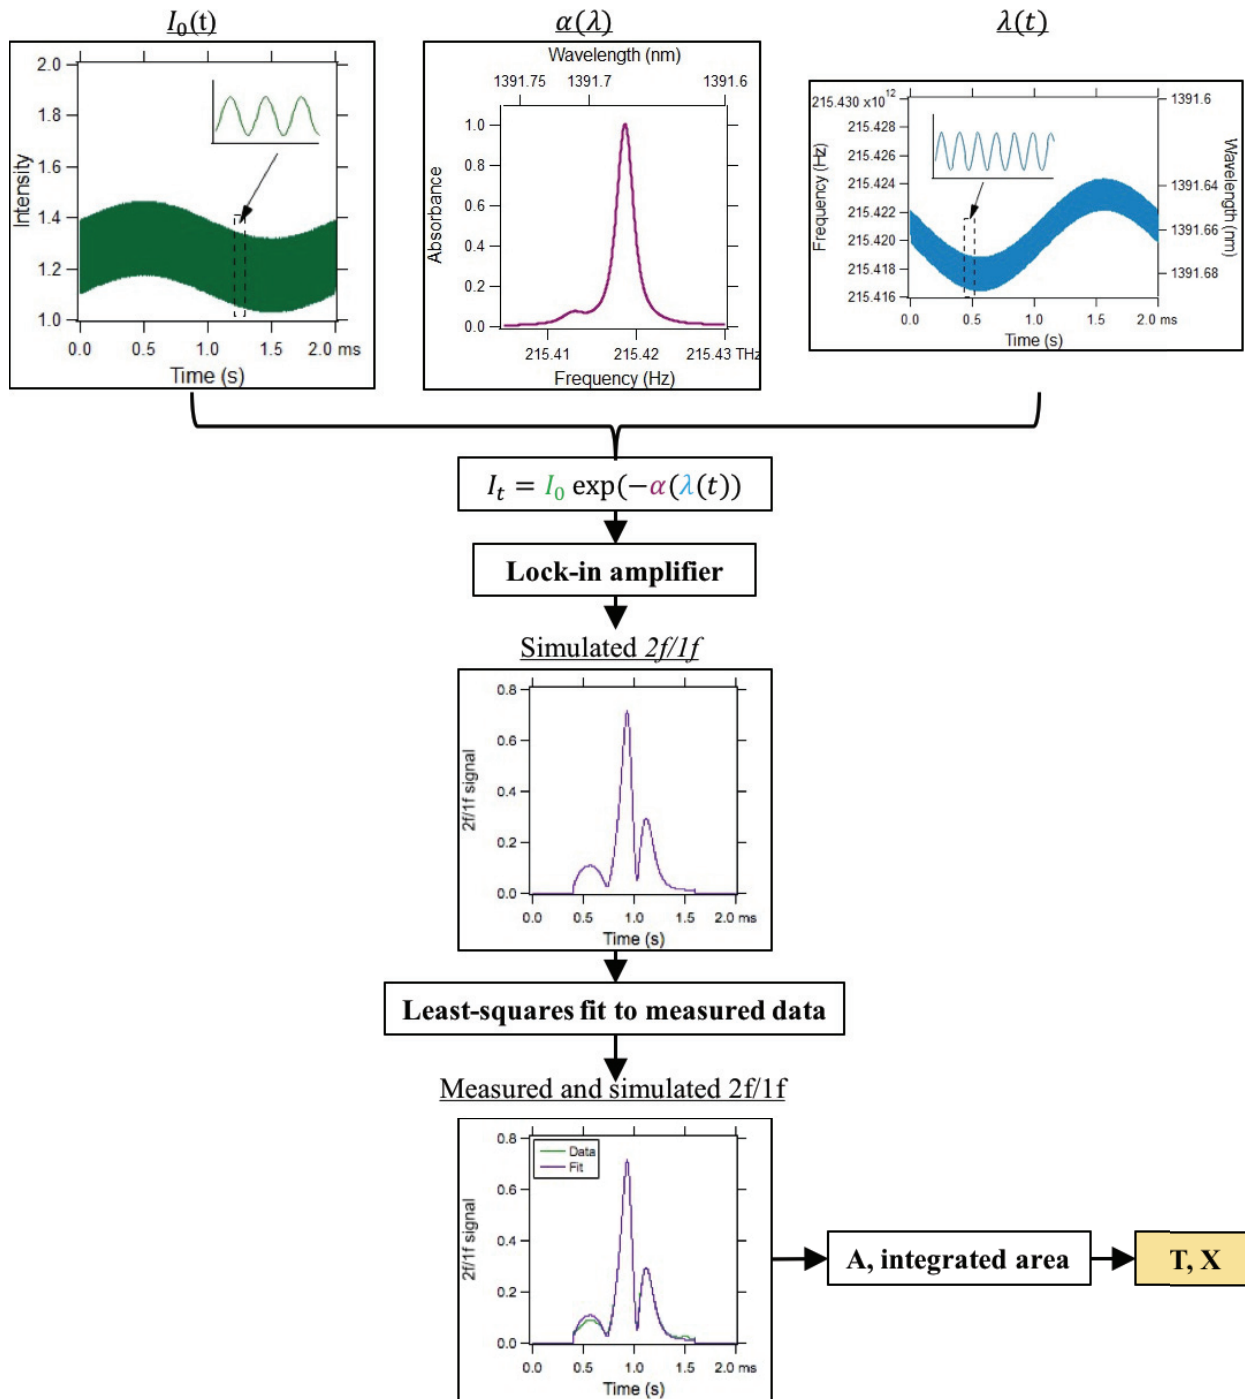 I₀(t)
α(λ)
λ(t)
2.0
1.8
1.6
1.4
1.2
1.0
Intensity
0.0 0.5 1.0 1.5 2.0 ms
Time (s)
Wavelength (nm)
1391.75 1391.7 1391.6
1.0
0.8
0.6
0.4
0.2
0.0
Absorbance
215.41 215.42 215.43 THz
Frequency (Hz)
215.430 x10¹²
215.428
215.426
215.424
215.422
215.420
215.418
215.416
Frequency (Hz)
1391.6
1391.64
1391.66
1391.68
Wavelength (nm)
0.0 0.5 1.0 1.5 2.0 ms
Time (s)
Iₜ = I₀ exp(−α(λ(t))
Lock-in amplifier
Simulated 2f/1f
0.8
0.6
0.4
0.2
0.0
2f/1f signal
0.0 0.5 1.0 1.5 2.0 ms
Time (s)
Least-squares fit to measured data
Measured and simulated 2f/1f
0.8
0.6
0.4
0.2
0.0
2f/1f signal
Data
Fit
0.0 0.5 1.0 1.5 2.0 ms
Time (s)
A, integrated area
T, X